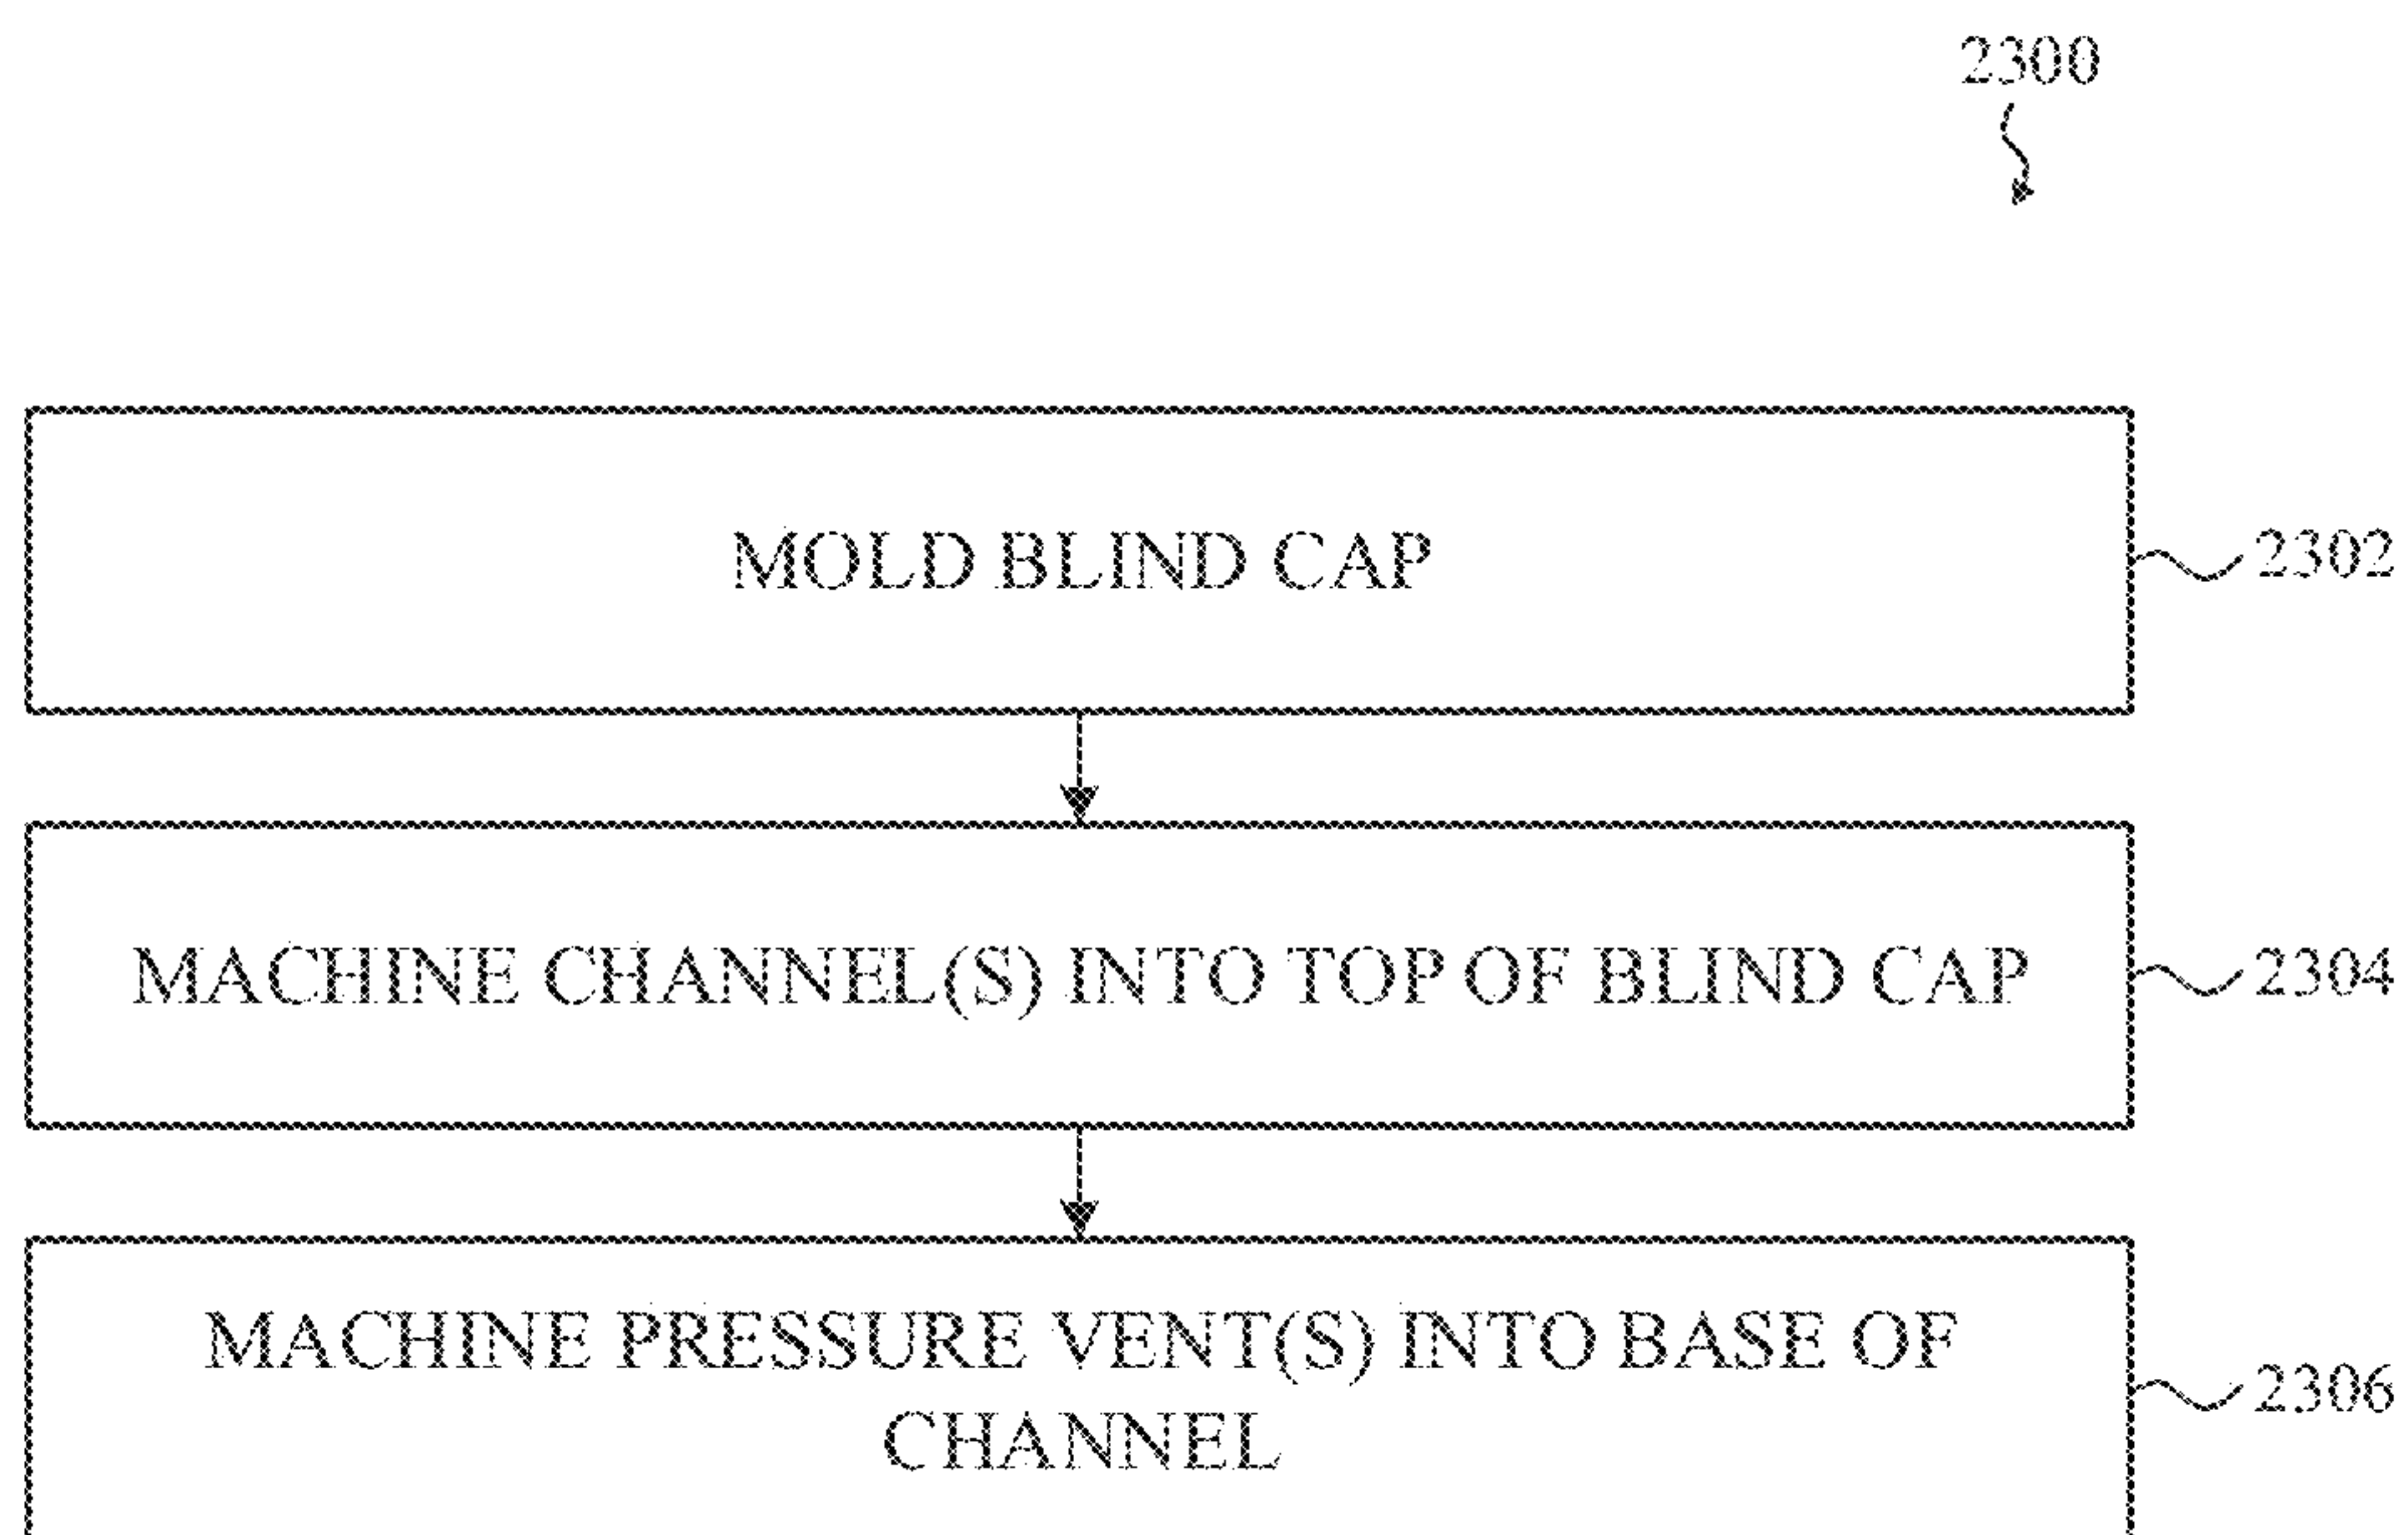 2300
MOLD BLIND CAP
2302
MACHINE CHANNEL(S) INTO TOP OF BLIND CAP
2304
MACHINE PRESSURE VENT(S) INTO BASE OF
CHANNEL
2306